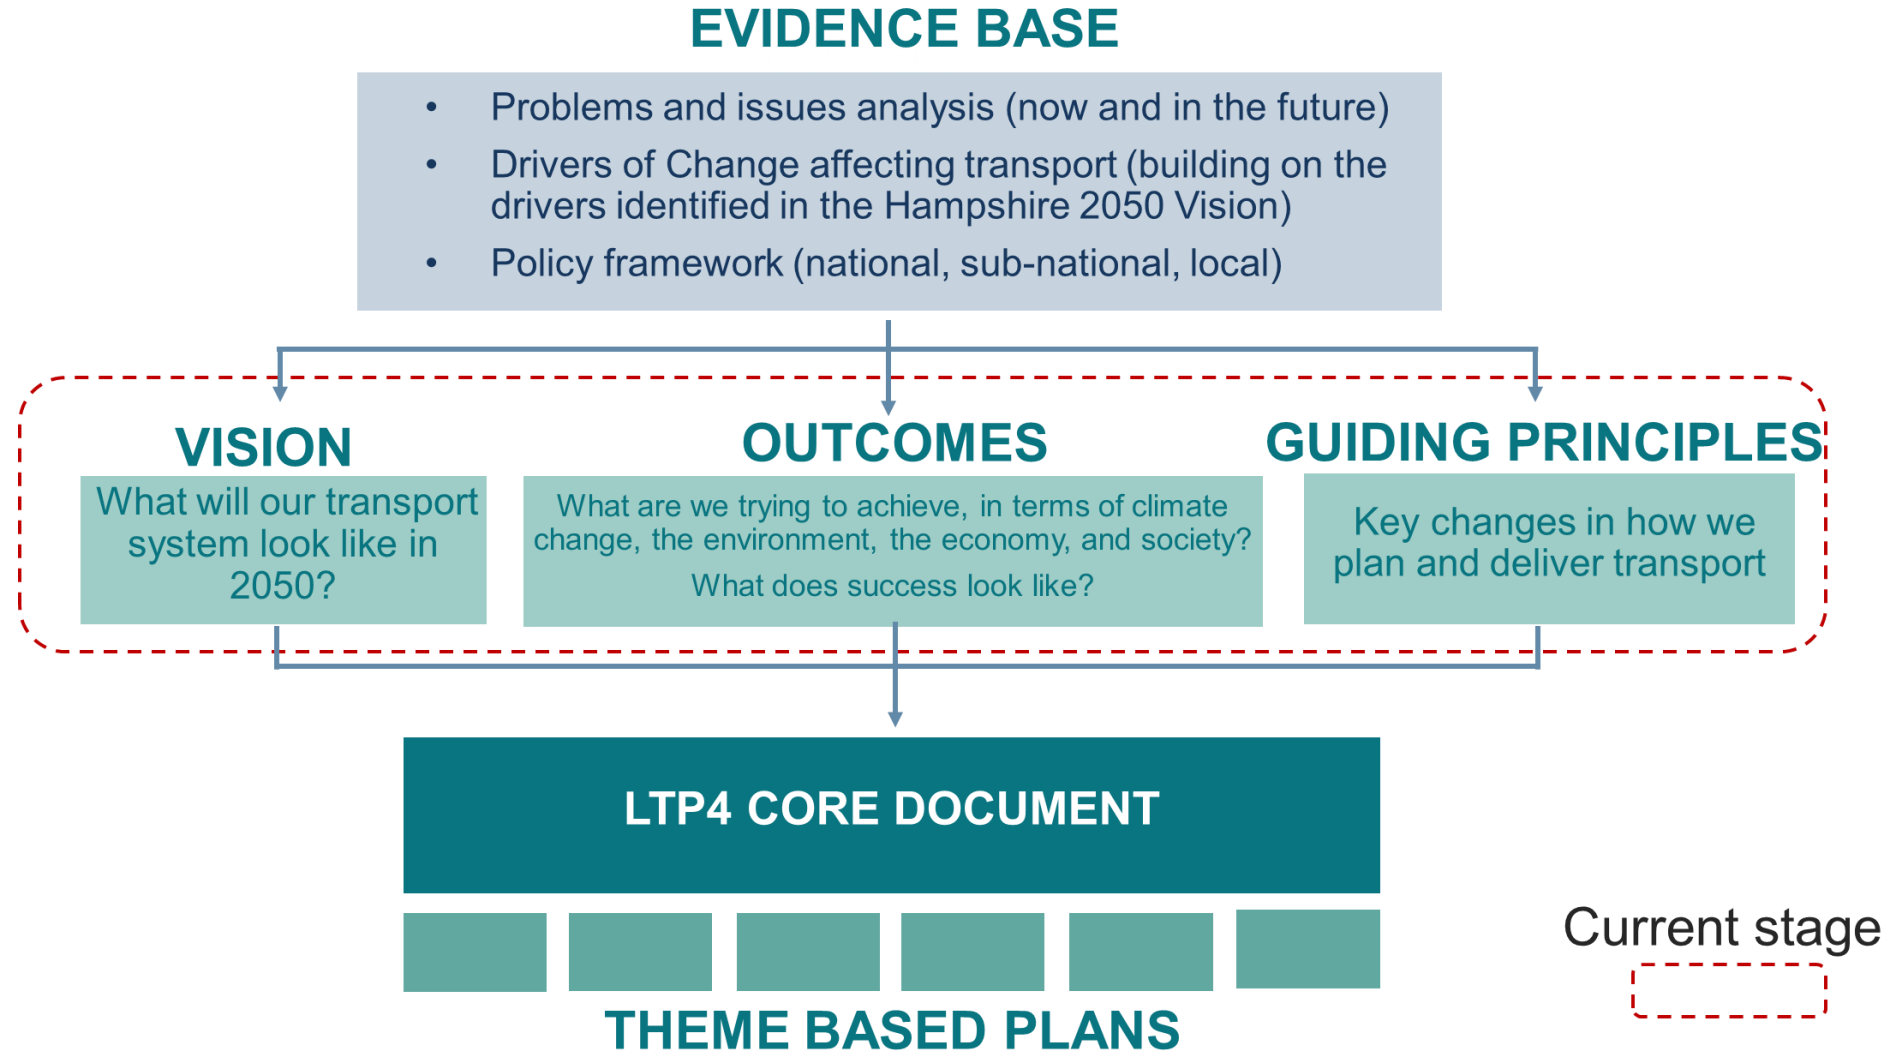 EVIDENCE BASE
• Problems and issues analysis (now and in the future)
• Drivers of Change affecting transport (building on the
drivers identified in the Hampshire 2050 Vision)
• Policy framework (national, sub-national, local)
VISION
What will our transport
system look like in
2050?
OUTCOMES
What are we trying to achieve, in terms of climate
change, the environment, the economy, and society?
What does success look like?
GUIDING PRINCIPLES
Key changes in how we
plan and deliver transport
LTP4 CORE DOCUMENT
THEME BASED PLANS
Current stage